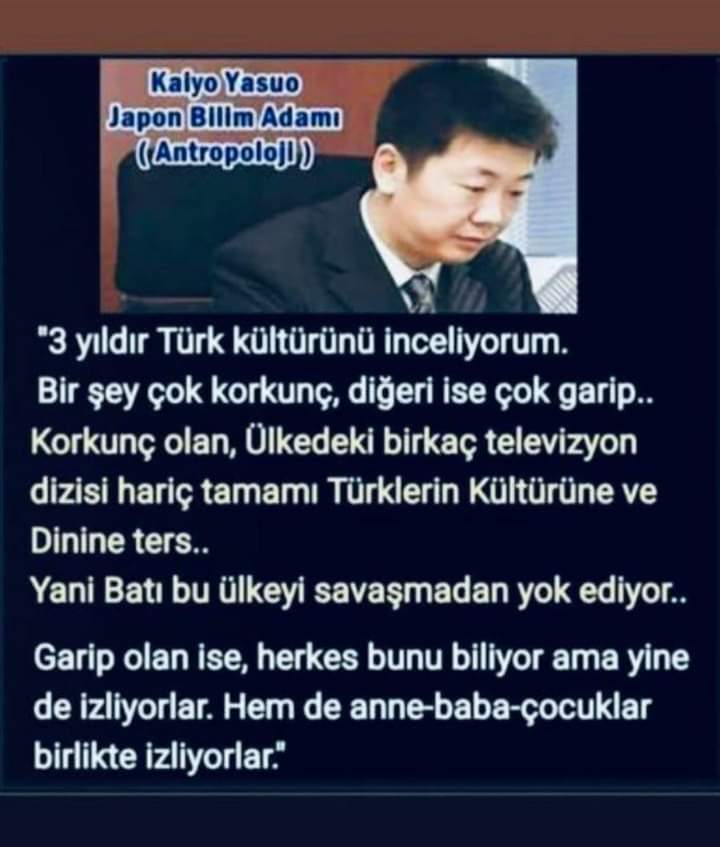 Kalyo Yasuo
Japon Bilim Adamı
(Antropoloji)
"3 yıldır Türk kültürünü inceliyorum.
Bir şey çok korkunç, diğeri ise çok garip..
Korkunç olan, Ülkedeki birkaç televizyon
dizisi hariç tamamı Türklerin Kültürüne ve
Dinine ters..
Yani Batı bu ülkeyi savaşmadan yok ediyor..
Garip olan ise, herkes bunu biliyor ama yine
de izliyorlar. Hem de anne-baba-çocuklar
birlikte izliyorlar."